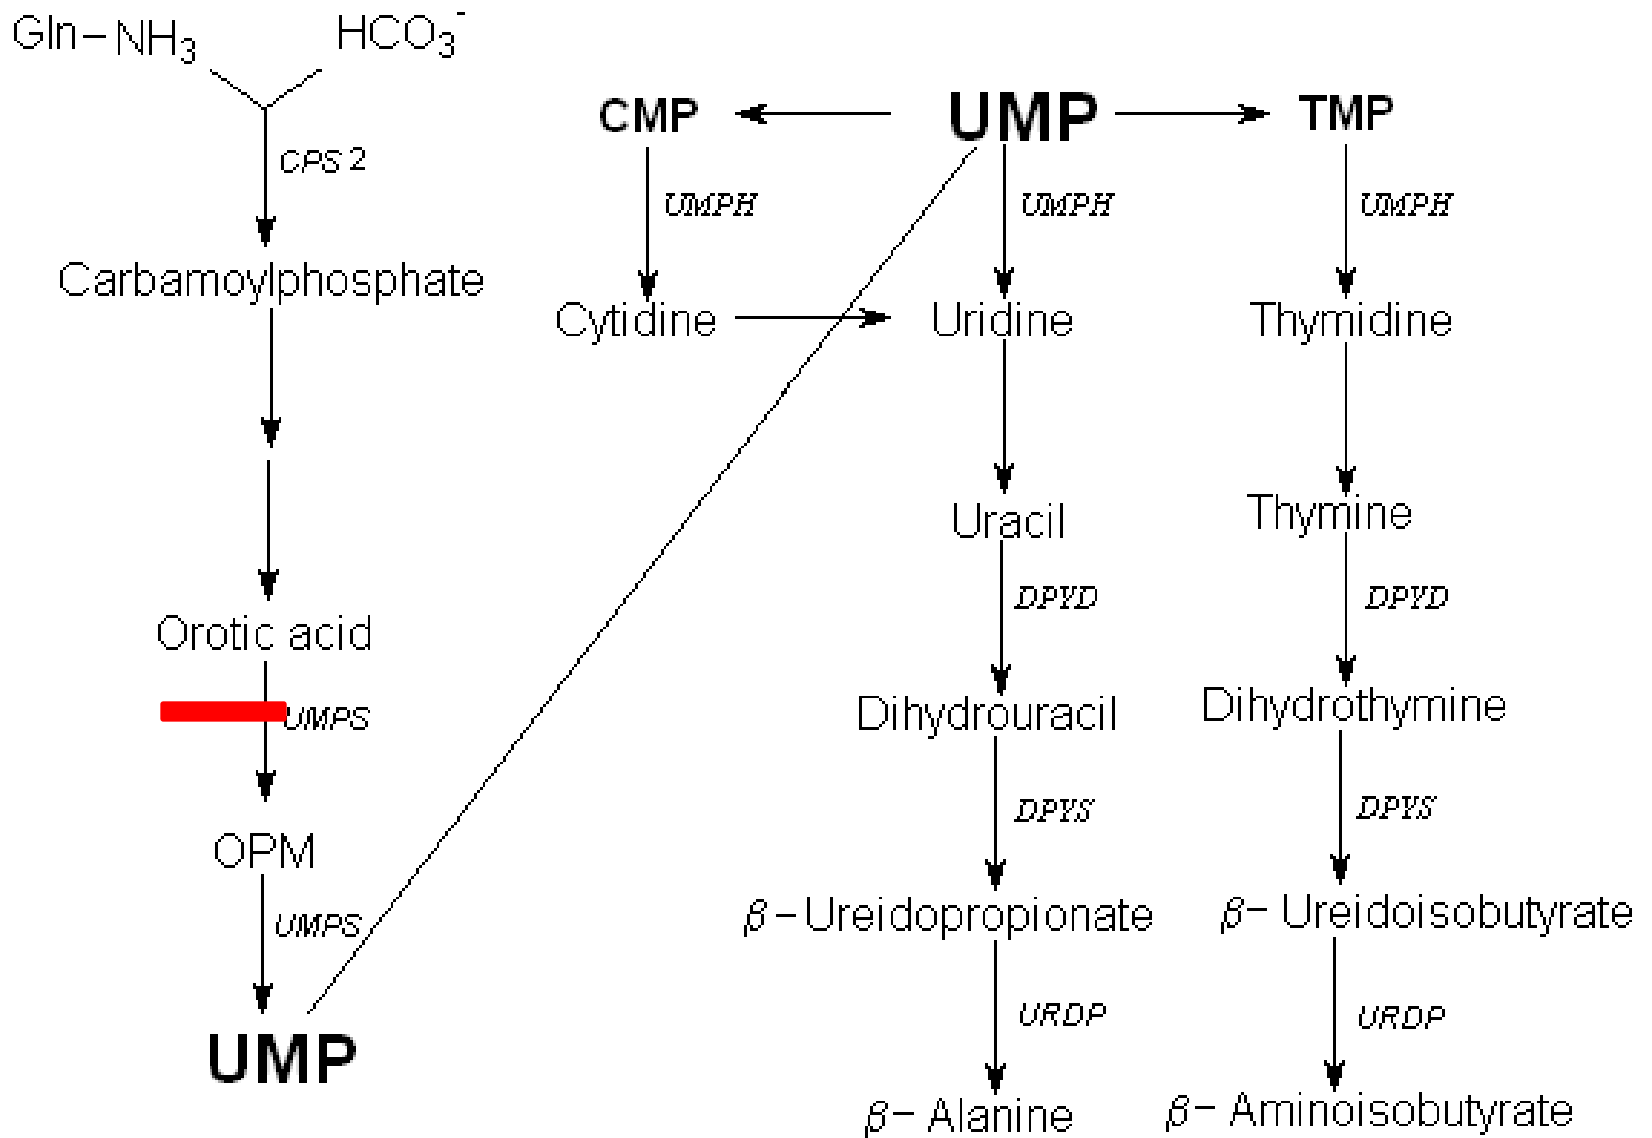 Gln–NH3
HCO3-
CPS 2
Carbamoylphosphate
Orotic acid
UMPS
OPM
UMPS
UMP
CMP
UMP
TMP
UMPH
UMPH
UMPH
Cytidine
Uridine
Thymidine
Uracil
Thymine
DPYD
DPYD
Dihydrouracil
Dihydrothymine
DPYS
DPYS
β–Ureidopropionate
β– Ureidoisobutyrate
URDP
URDP
β– Alanine
β– Aminoisobutyrate